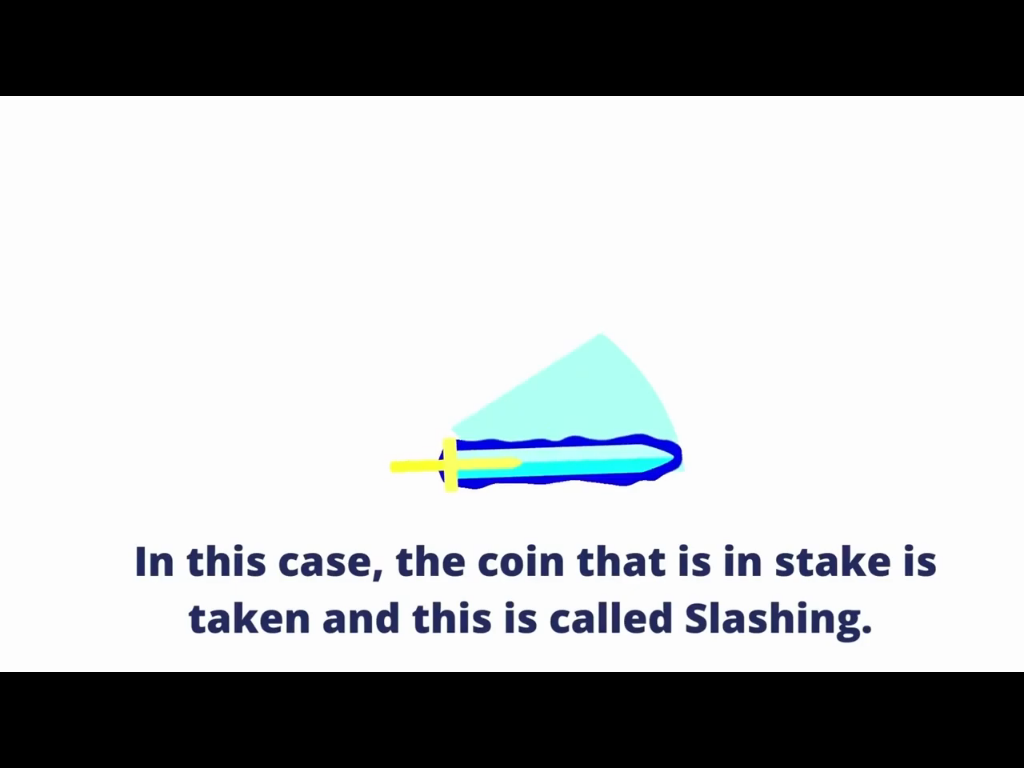 In this case, the coin that is in stake is
taken and this is called Slashing.